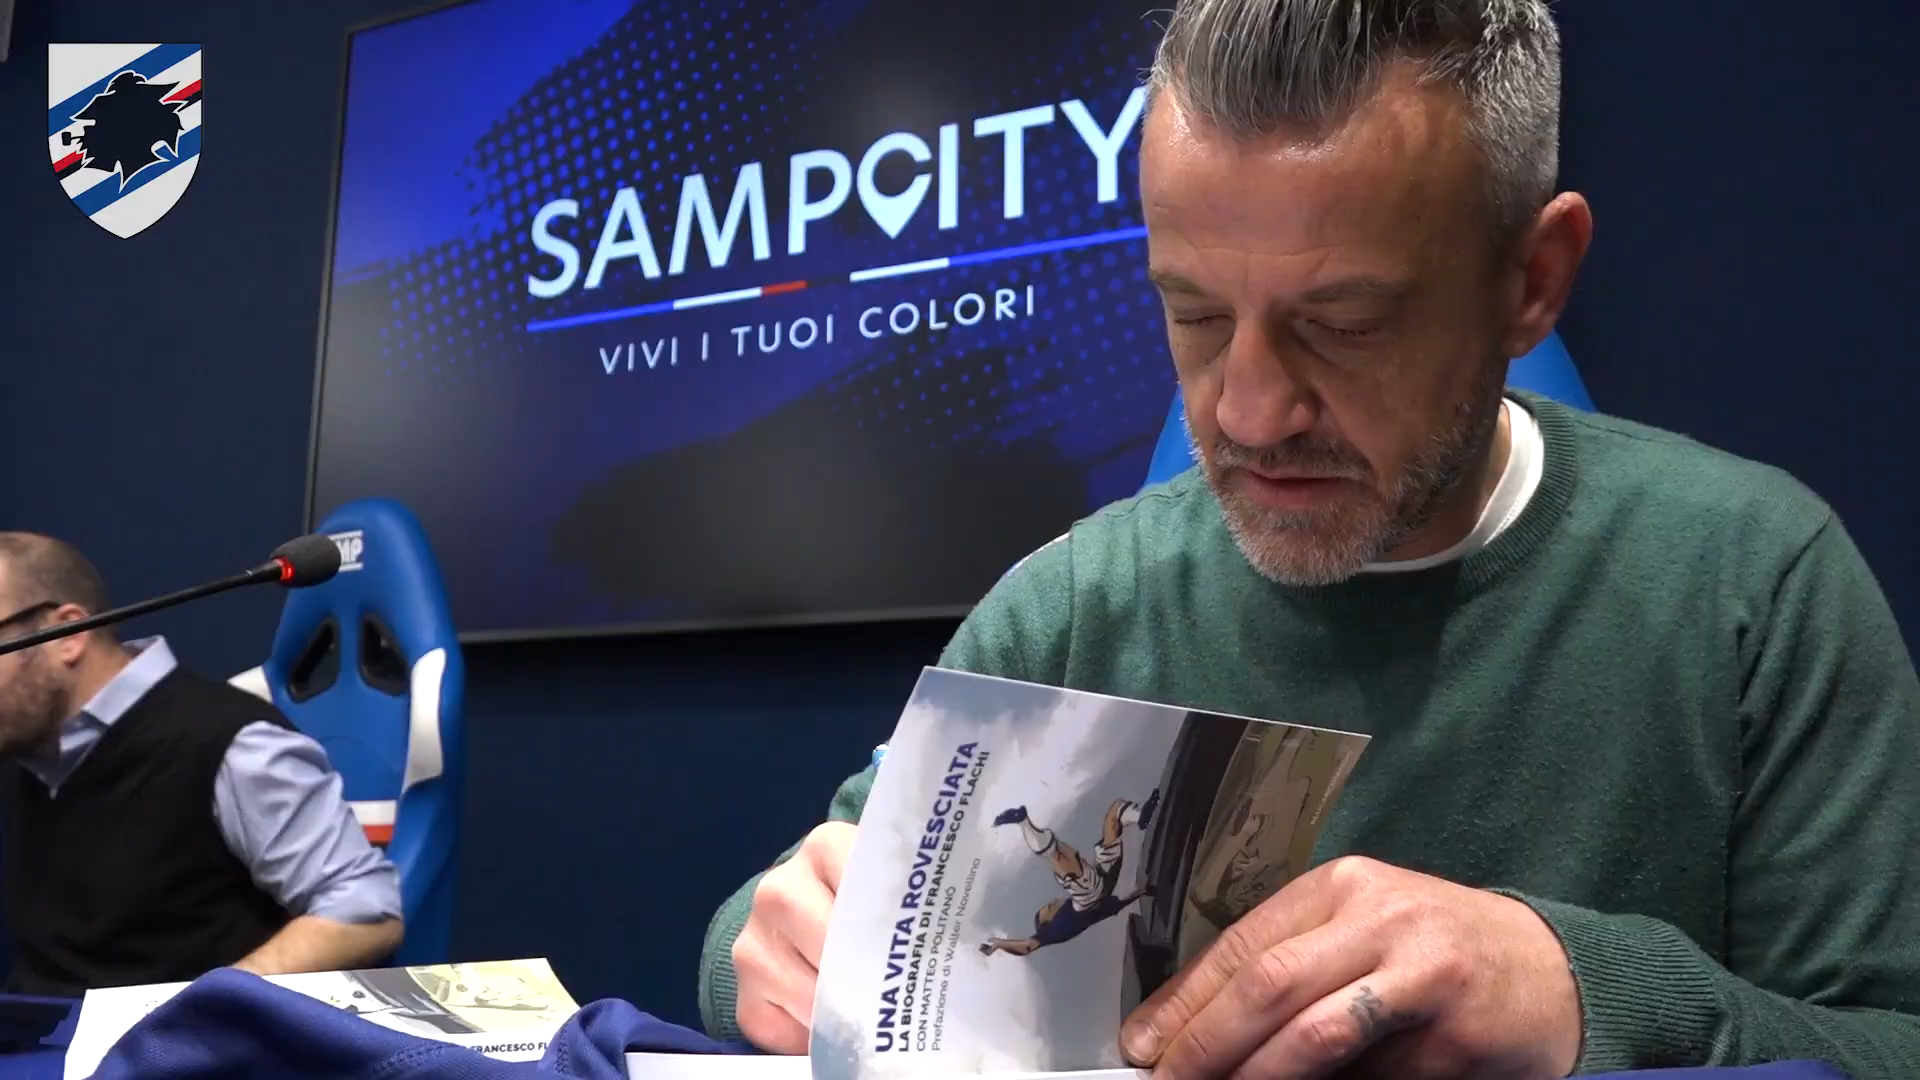 SAMPCITY
VIVI I TUOI COLORI
UNA VITA ROVESCIATA
LA BIOGRAFIA DI FRANCESCO FLACHI
CON MATTEO POLITANÒ
Prefazione di Walter Novellino
FRANCESCO FL
MP